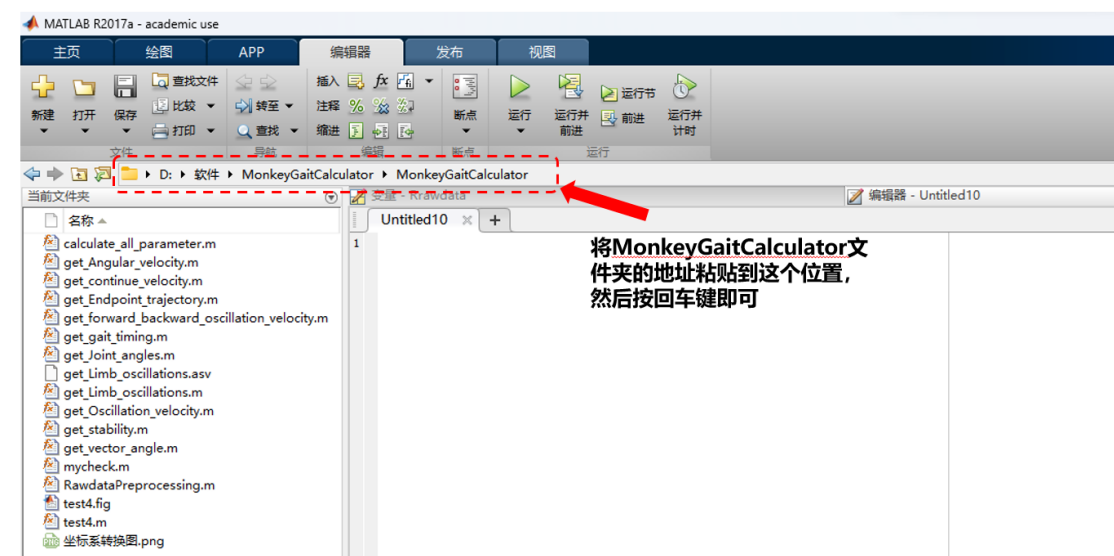 MATLAB R2017a - academic use
主页 绘图 APP 编辑器 发布 视图
查找文件 插入 fx fi
新建 打开 保存 比较 转至 注释 断点 运行 运行并前进 运行节 前进 运行并计时
打印 查找 缩进
文件 导航 编辑 断点 运行
D: 软件 MonkeyGaitCalculator MonkeyGaitCalculator
当前文件夹 变量 - Rrawdata 编辑器 - Untitled10
名称 Untitled10
1
将MonkeyGaitCalculator文
件夹的地址粘贴到这个位置，
然后按回车键即可
calculate_all_parameter.m
get_Angular_velocity.m
get_continue_velocity.m
get_Endpoint_trajectory.m
get_forward_backward_oscillation_velocity.m
get_gait_timing.m
get_Joint_angles.m
get_Limb_oscillations.asv
get_Limb_oscillations.m
get_Oscillation_velocity.m
get_stability.m
get_vector_angle.m
mycheck.m
RawdataPreprocessing.m
test4.fig
test4.m
坐标系转换图.png